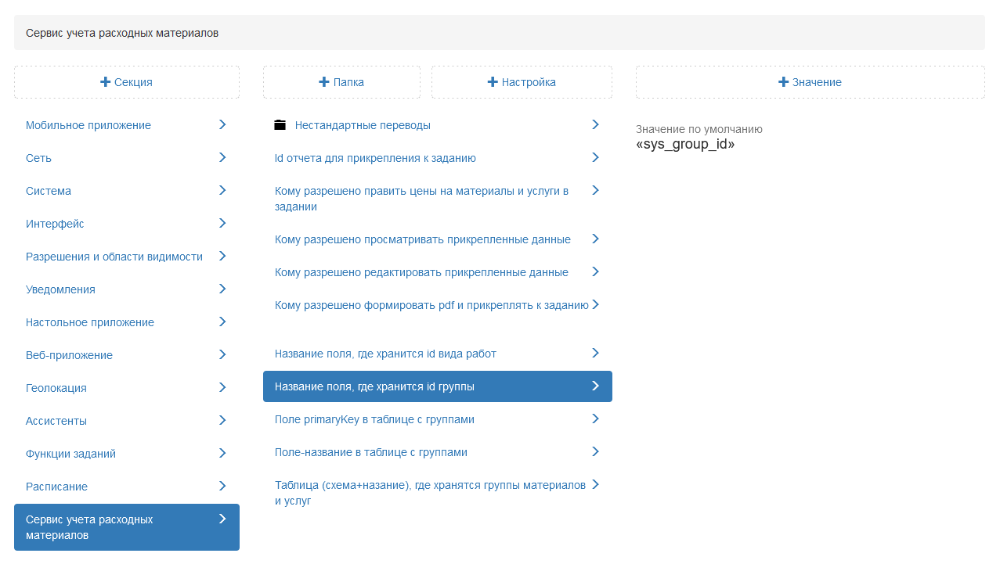 Сервис учета расходных материалов
Секция
Папка
Настройка
Значение
Мобильное приложение
Сеть
Система
Интерфейс
Разрешения и области видимости
Уведомления
Настольное приложение
Веб-приложение
Геолокация
Ассистенты
Функции заданий
Расписание
Сервис учета расходных
материалов
Нестандартные переводы
Id отчета для прикрепления к заданию
Кому разрешено править цены на материалы и услуги в
задании
Кому разрешено просматривать прикрепленные данные
Кому разрешено редактировать прикрепленные данные
Кому разрешено формировать pdf и прикреплять к заданию
Название поля, где хранится id вида работ
Название поля, где хранится id группы
Поле primaryKey в таблице с группами
Поле-название в таблице с группами
Таблица (схема+назание), где хранятся группы материалов
и услуг
Значение по умолчанию
«sys_group_id»